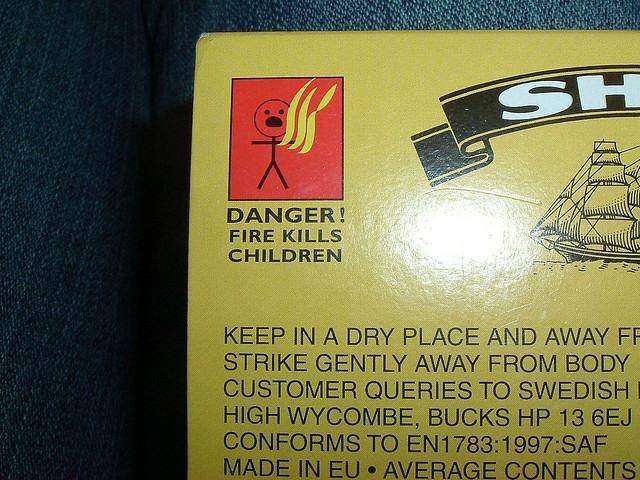 SH
DANGER!
FIRE KILLS
CHILDREN
KEEP IN A DRY PLACE AND AWAY FR
STRIKE GENTLY AWAY FROM BODY
CUSTOMER QUERIES TO SWEDISH
HIGH WYCOMBE, BUCKS HP 13 6EJ
CONFORMS TO EN1783:1997:SAF
MADE IN EU • AVERAGE CONTENTS